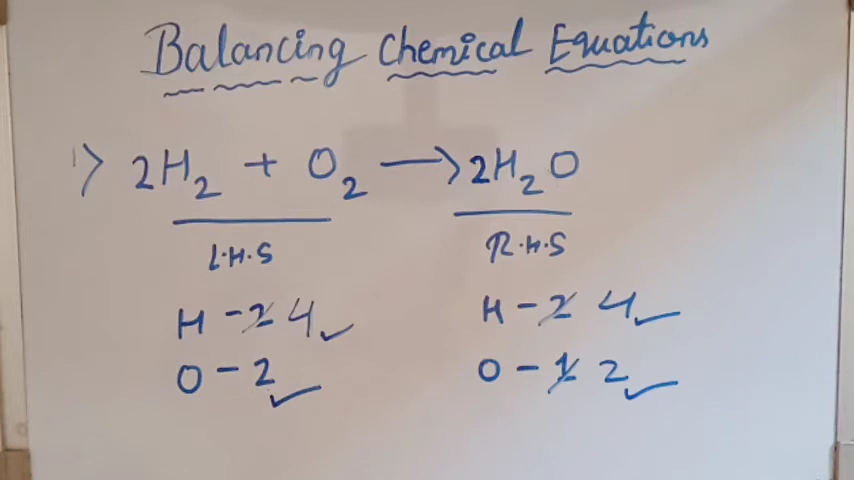 Balancing Chemical Equations
1) 2H₂ + O₂ → 2H₂O
L.H.S R.H.S
H - 2 4 ✓ H - 2 4 ✓
O - 2 ✓ O - 1 2 ✓